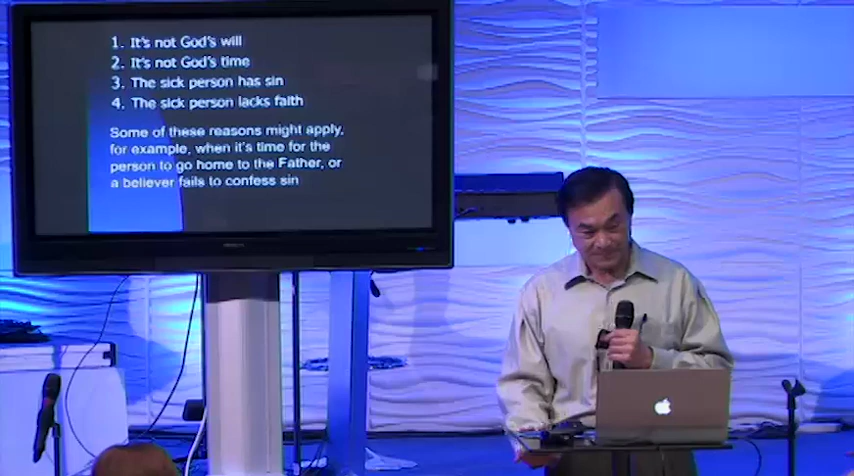 1. It's not God's will
2. It's not God's time
3. The sick person has sin
4. The sick person lacks faith
Some of these reasons might apply,
for example, when it's time for the
person to go home to the Father, or
a believer fails to confess sin